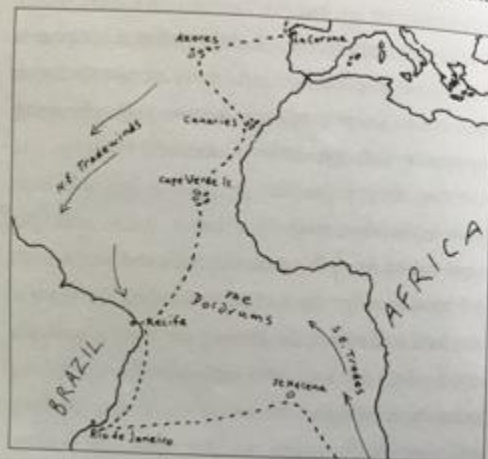 Azores
La Corona
Canaries
N.E. Tradewinds
Cape Verde Is.
AFRICA
The
Doldrums
Recife
S.E. Trades
BRAZIL
St Helena
Rio de Janeiro